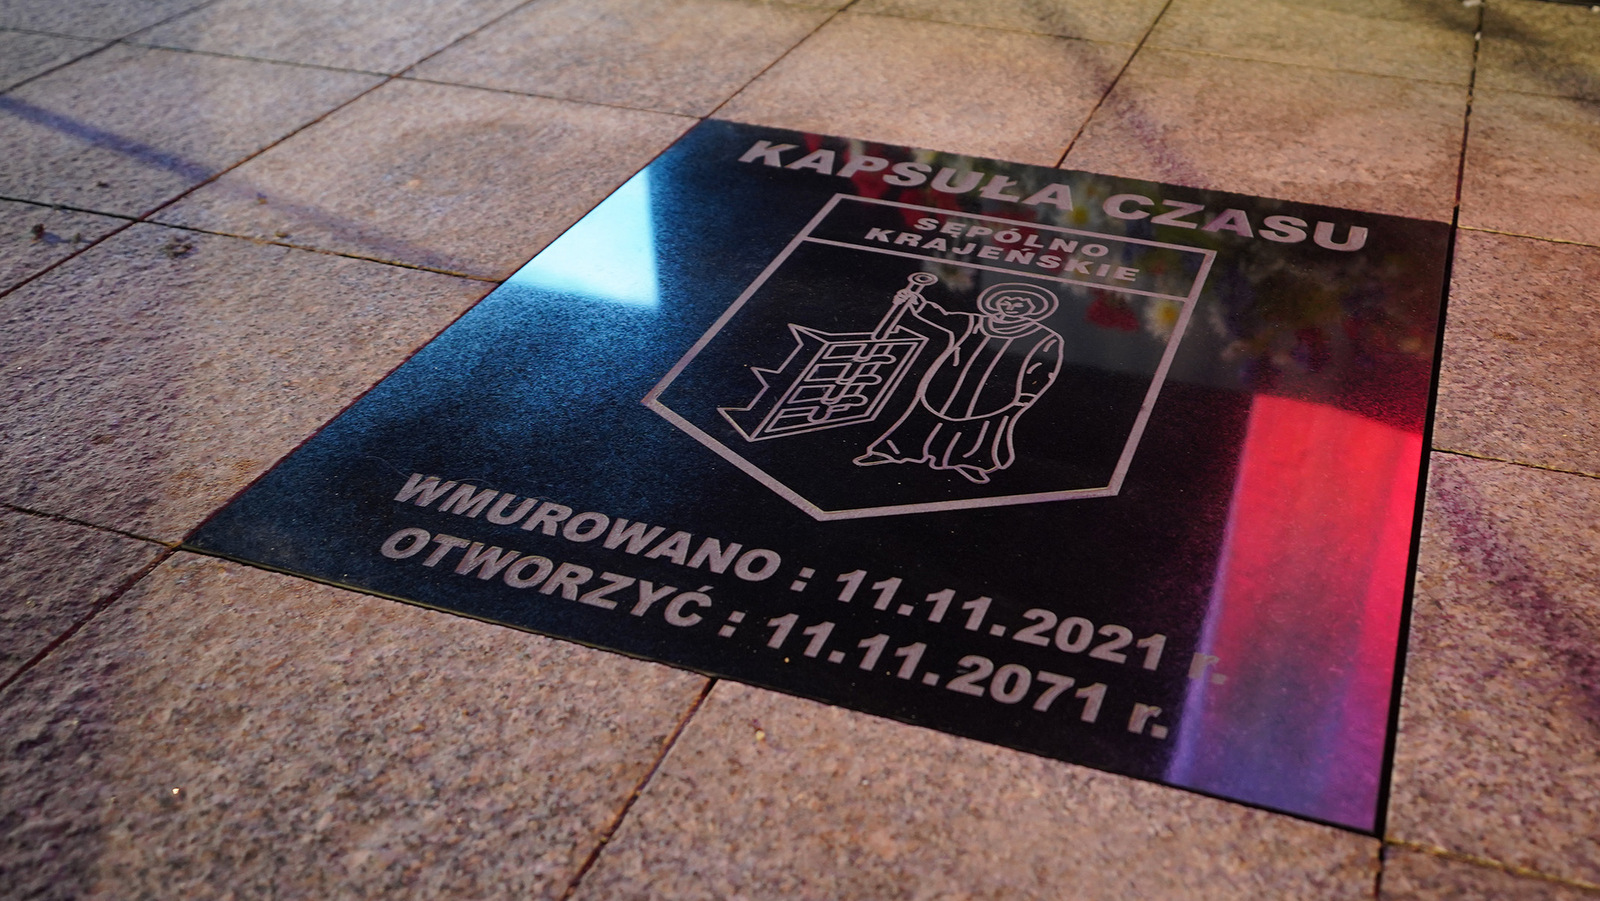 KAPSUŁA CZASU
SĘPÓLNO
KRAJEŃSKIE
WMUROWANO : 11.11.2021 r.
OTWORZYĆ : 11.11.2071 r.